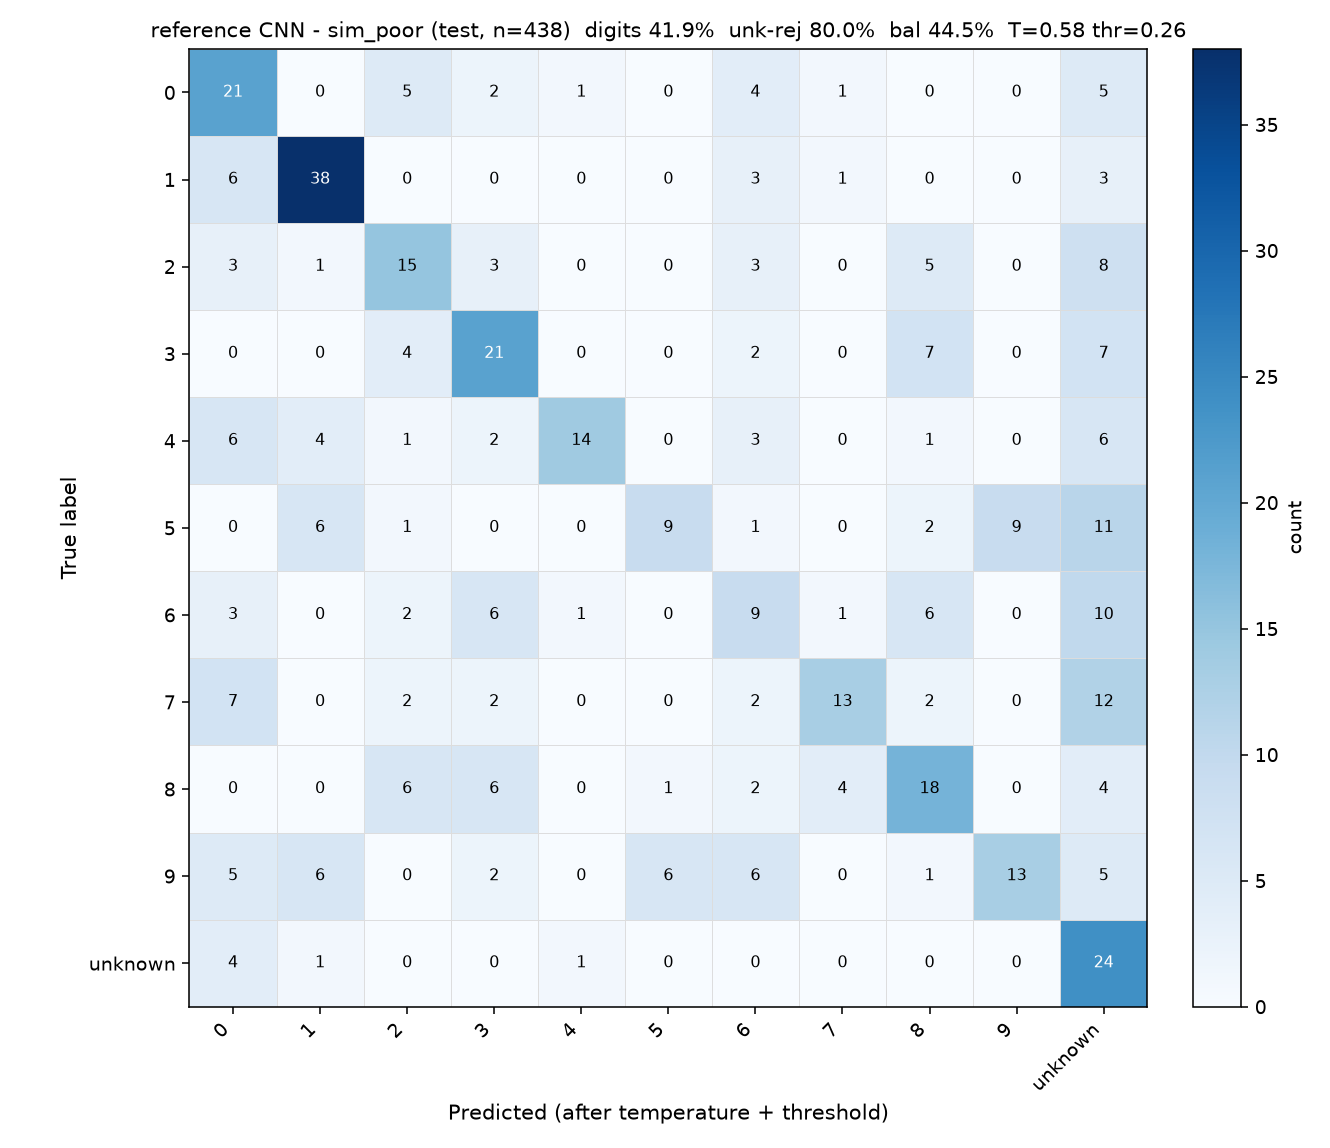 reference CNN - sim_poor (test, n=438)  digits 41.9%  unk-rej 80.0%  bal 44.5%  T=0.58 thr=0.26
0 21 0 5 2 1 0 4 1 0 0 5
1 6 38 0 0 0 0 3 1 0 0 3
2 3 1 15 3 0 0 3 0 5 0 8
3 0 0 4 21 0 0 2 0 7 0 7
4 6 4 1 2 14 0 3 0 1 0 6
5 0 6 1 0 0 9 1 0 2 9 11
6 3 0 2 6 1 0 9 1 6 0 10
7 7 0 2 2 0 0 2 13 2 0 12
8 0 0 6 6 0 1 2 4 18 0 4
9 5 6 0 2 0 6 6 0 1 13 5
unknown 4 1 0 0 1 0 0 0 0 0 24
0 1 2 3 4 5 6 7 8 9 unknown
Predicted (after temperature + threshold)
True label
35
30
25
20
15
10
5
0
count